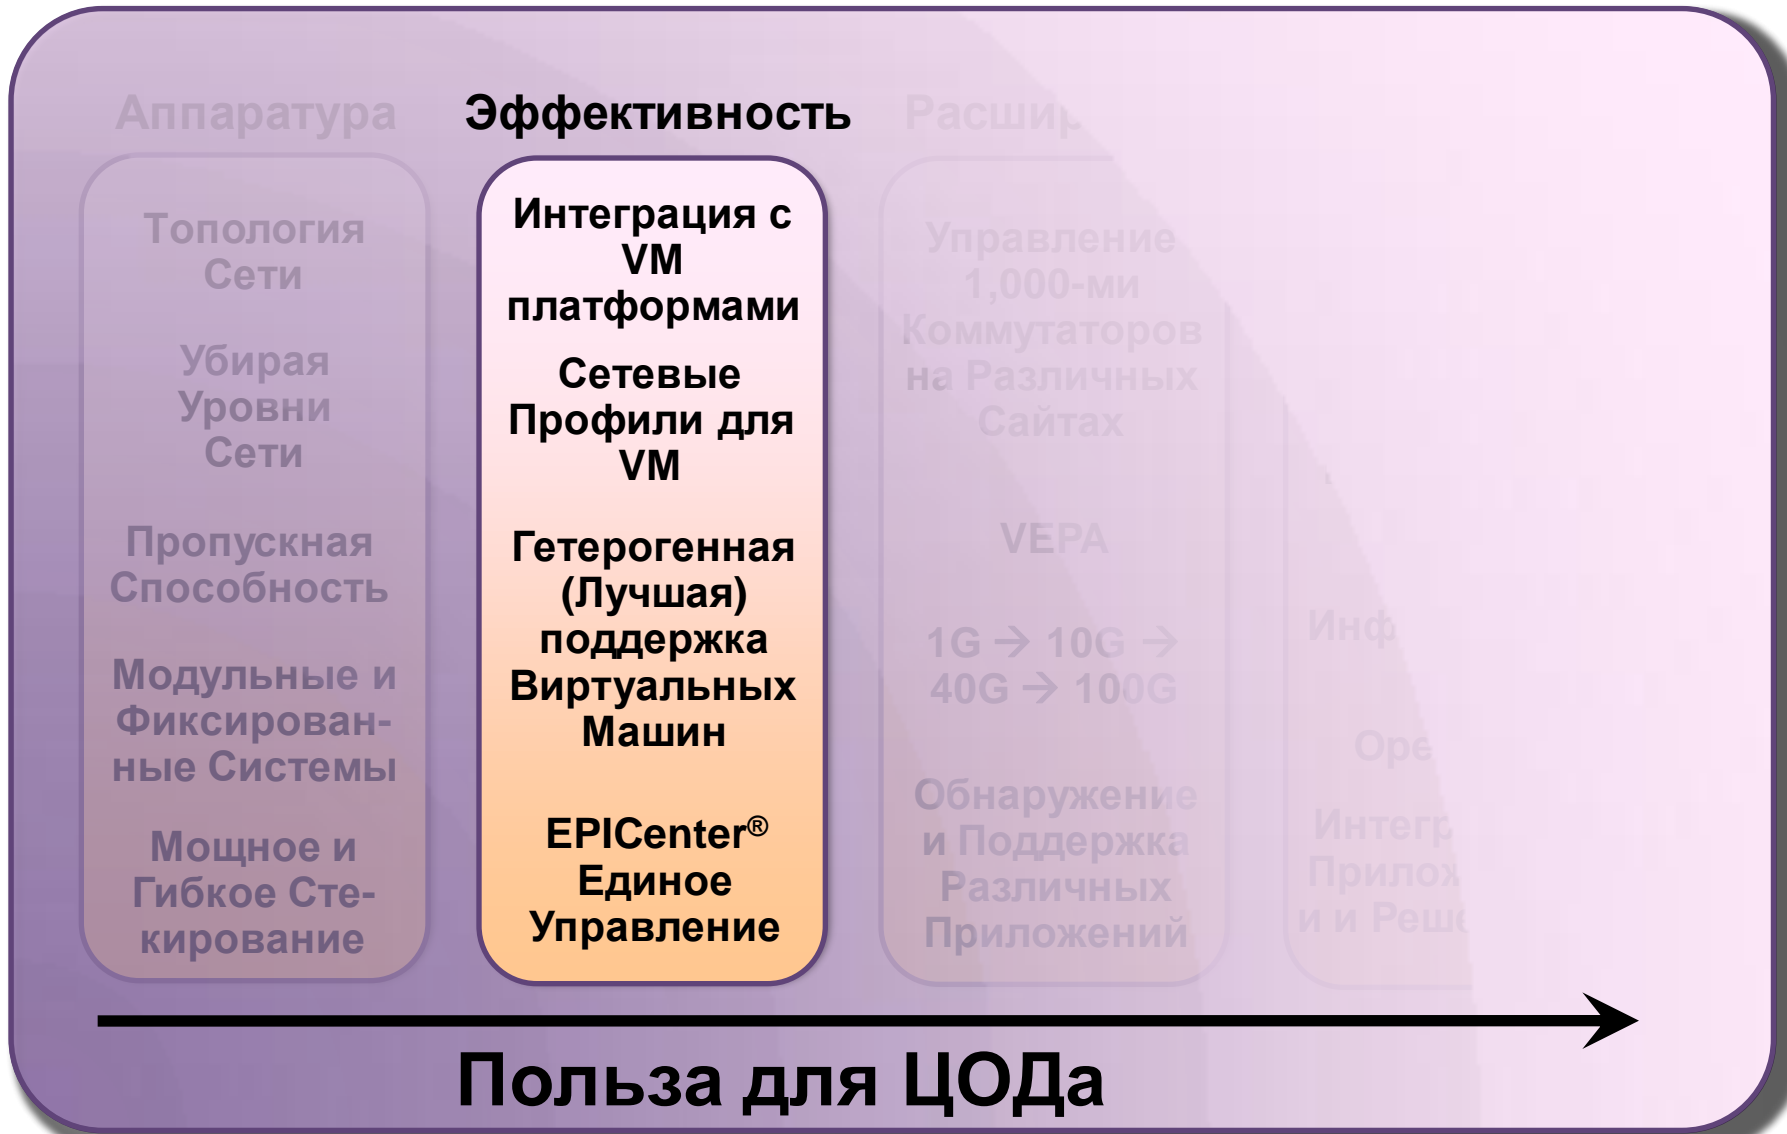 Аппаратура
Топология
Сети
Убирая
Уровни
Сети
Пропускная
Способность
Модульные и
Фиксирован-
ные Системы
Мощное и
Гибкое Сте-
кирование
Эффективность
Интеграция с
VM
платформами
Сетевые
Профили для
VM
Гетерогенная
(Лучшая)
поддержка
Виртуальных
Машин
EPICenter®
Единое
Управление
Управление
1,000-ми
Коммутаторов
на Различных
Сайтах
VEPA
1G → 10G →
40G → 100G
Обнаружение
и Поддержка
Различных
Приложений
Польза для ЦОДа